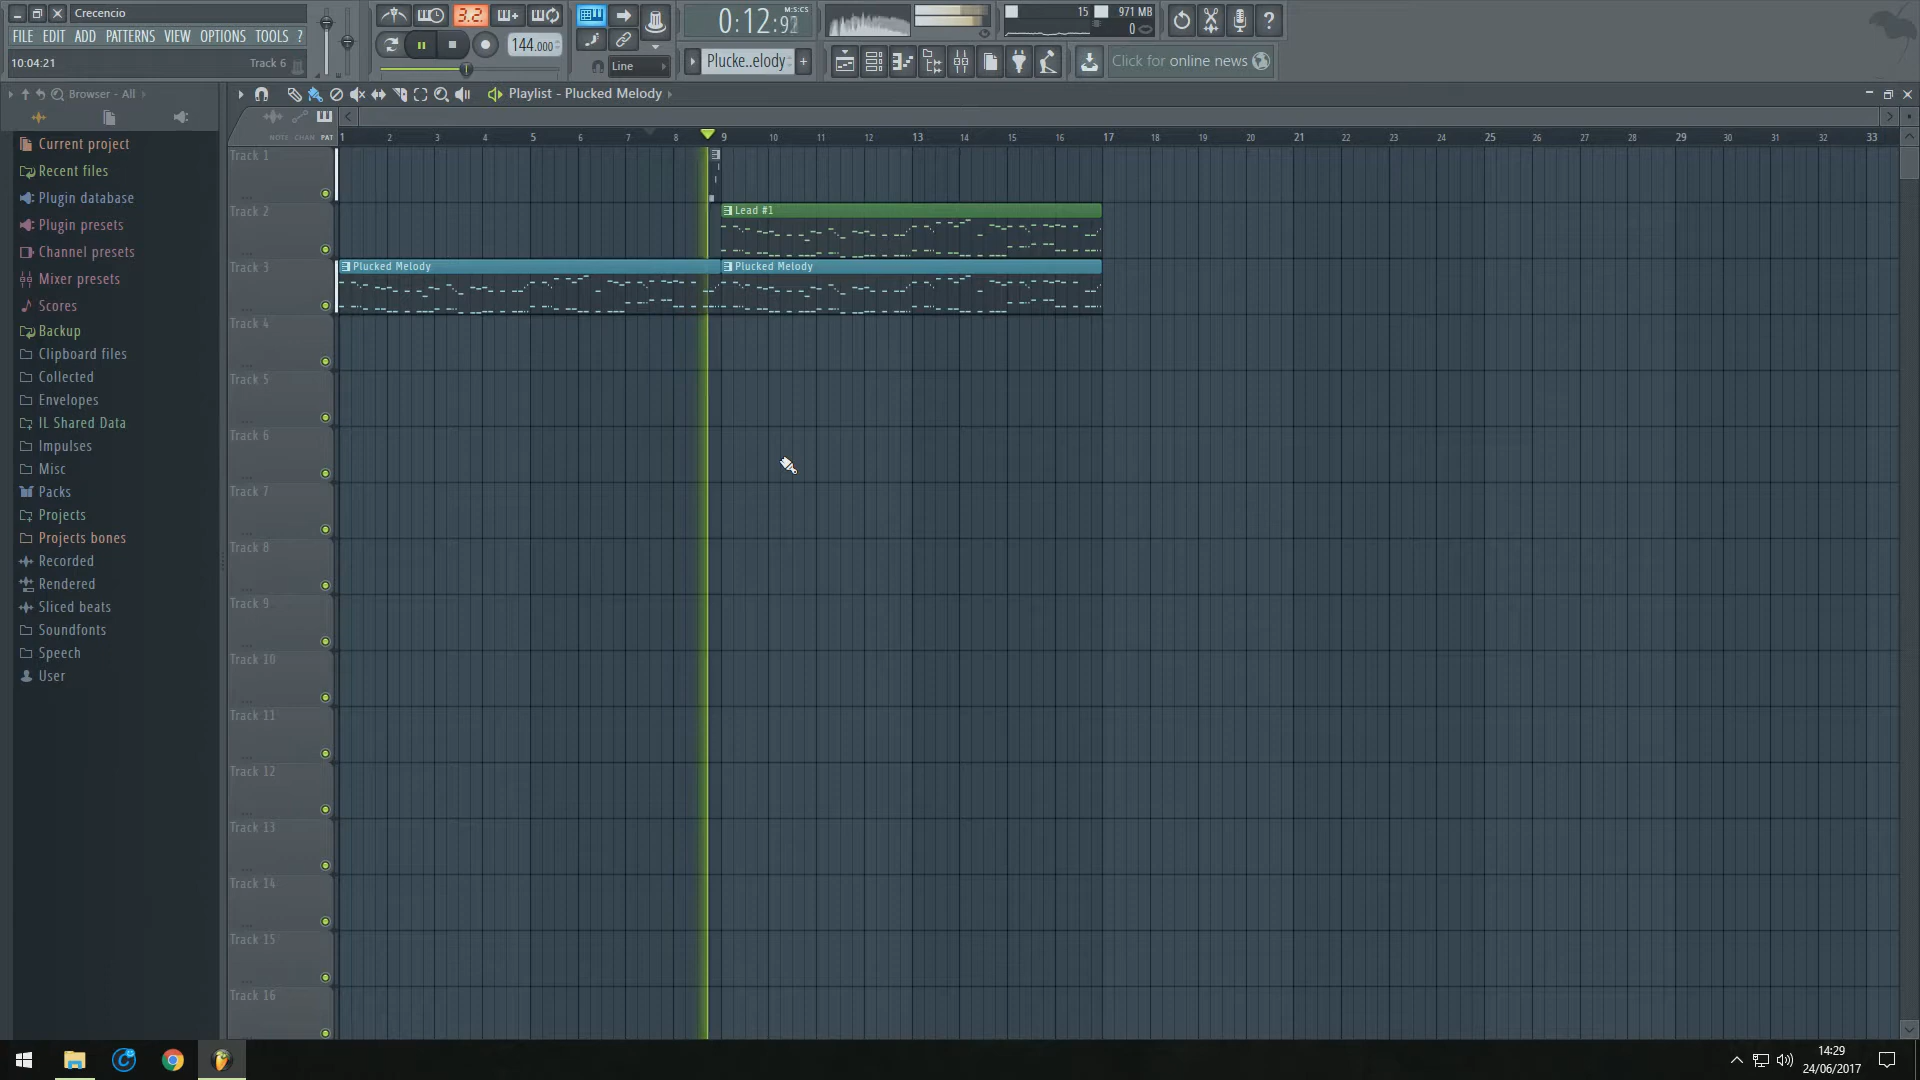 Crecencio
FILE EDIT ADD PATTERNS VIEW OPTIONS TOOLS ?
10:04:21 Track 6
3.2.
144.000
Line
0:12:92
M:S:CS
Plucke..elody
15
971 MB
0
Click for online news
Browser - All
Playlist - Plucked Melody
NOTE CHAN PAT
1 2 3 4 5 6 7 8 9 10 11 12 13 14 15 16 17 18 19 20 21 22 23 24 25 26 27 28 29 30 31 32 33
Current project
Recent files
Plugin database
Plugin presets
Channel presets
Mixer presets
Scores
Backup
Clipboard files
Collected
Envelopes
IL Shared Data
Impulses
Misc
Packs
Projects
Projects bones
Recorded
Rendered
Sliced beats
Soundfonts
Speech
User
Track 1
Track 2
Lead #1
Track 3
Plucked Melody
Plucked Melody
Track 4
Track 5
Track 6
Track 7
Track 8
Track 9
Track 10
Track 11
Track 12
Track 13
Track 14
Track 15
Track 16
14:29
24/06/2017